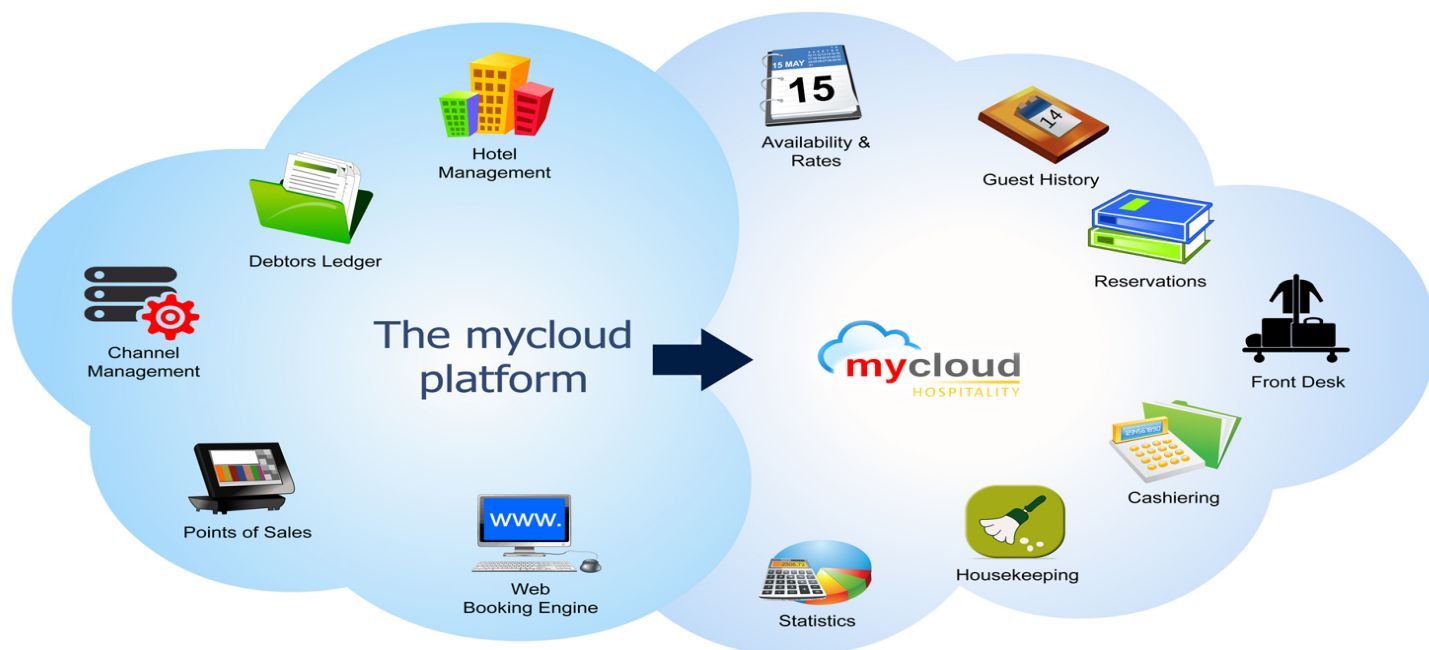 Hotel
Management
Debtors Ledger
Channel
Management
Points of Sales
www.
Web
Booking Engine
The mycloud
platform
15 MAY
15
Availability &
Rates
14
Guest History
Reservations
Front Desk
mycloud
HOSPITALITY
Cashiering
Housekeeping
Statistics